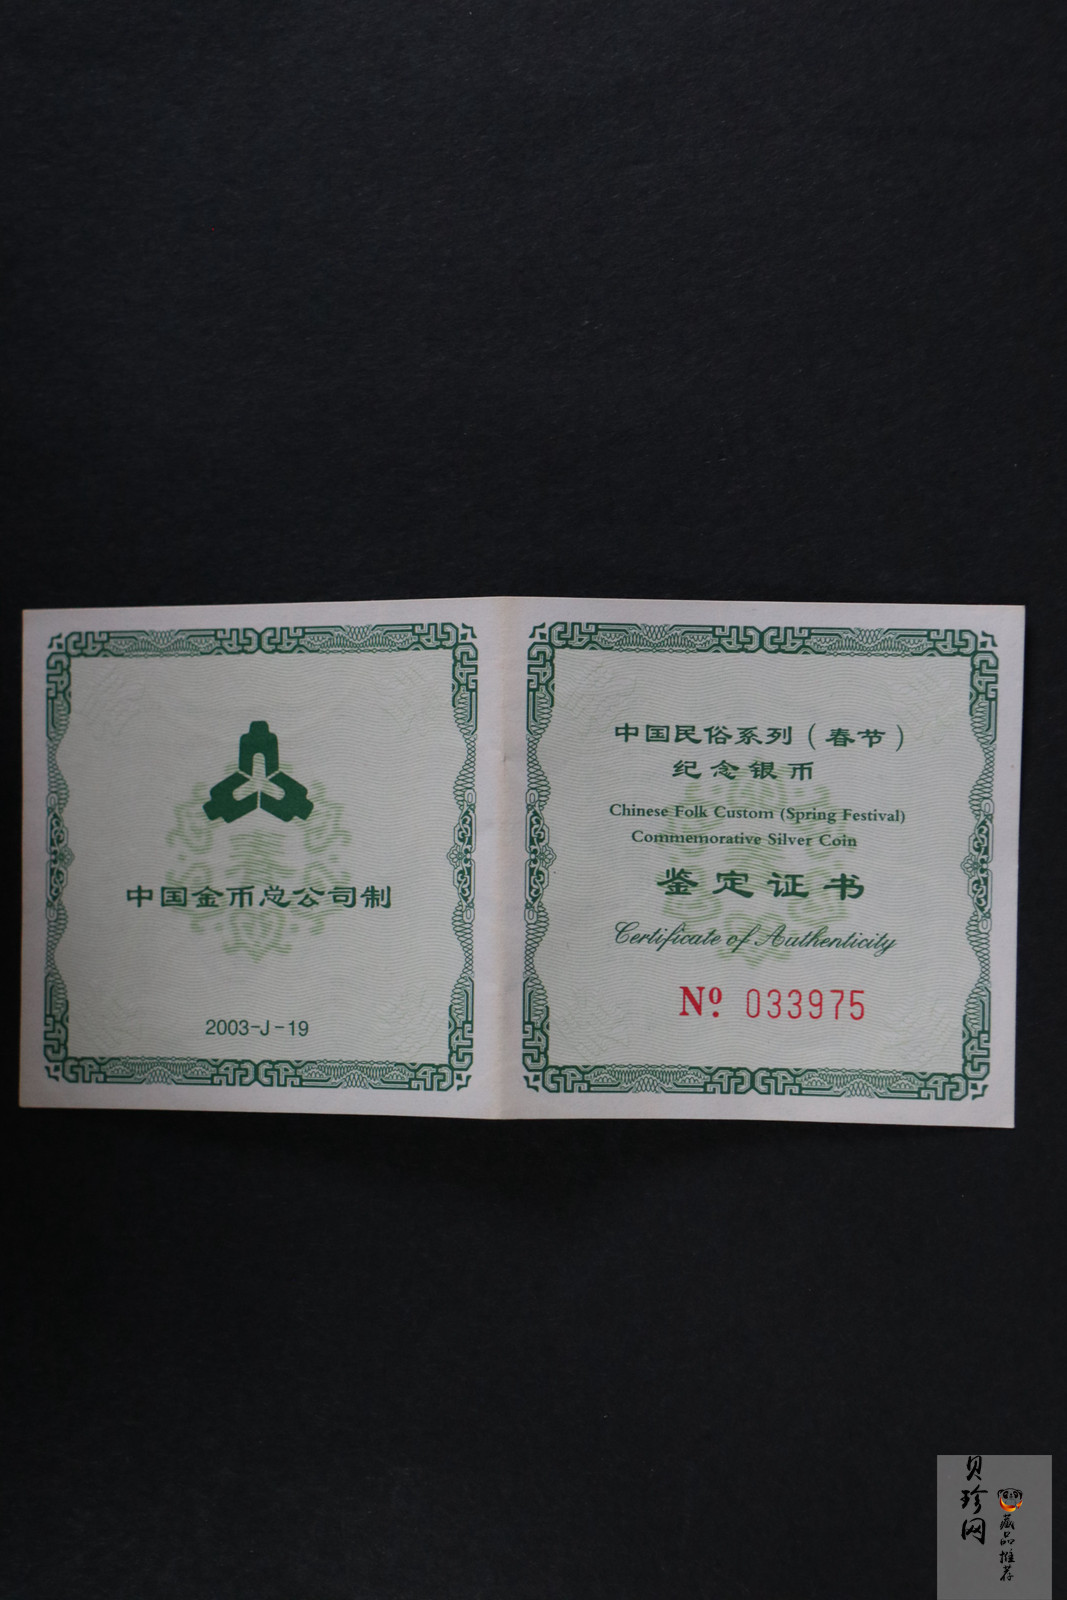 中国金币总公司制
2003-J-19
中国民俗系列（春节）
纪念银币
Chinese Folk Custom (Spring Festival)
Commemorative Silver Coin
鉴定证书
Certificate of Authenticity
Nº. 033975
贝珍网
藏品推荐